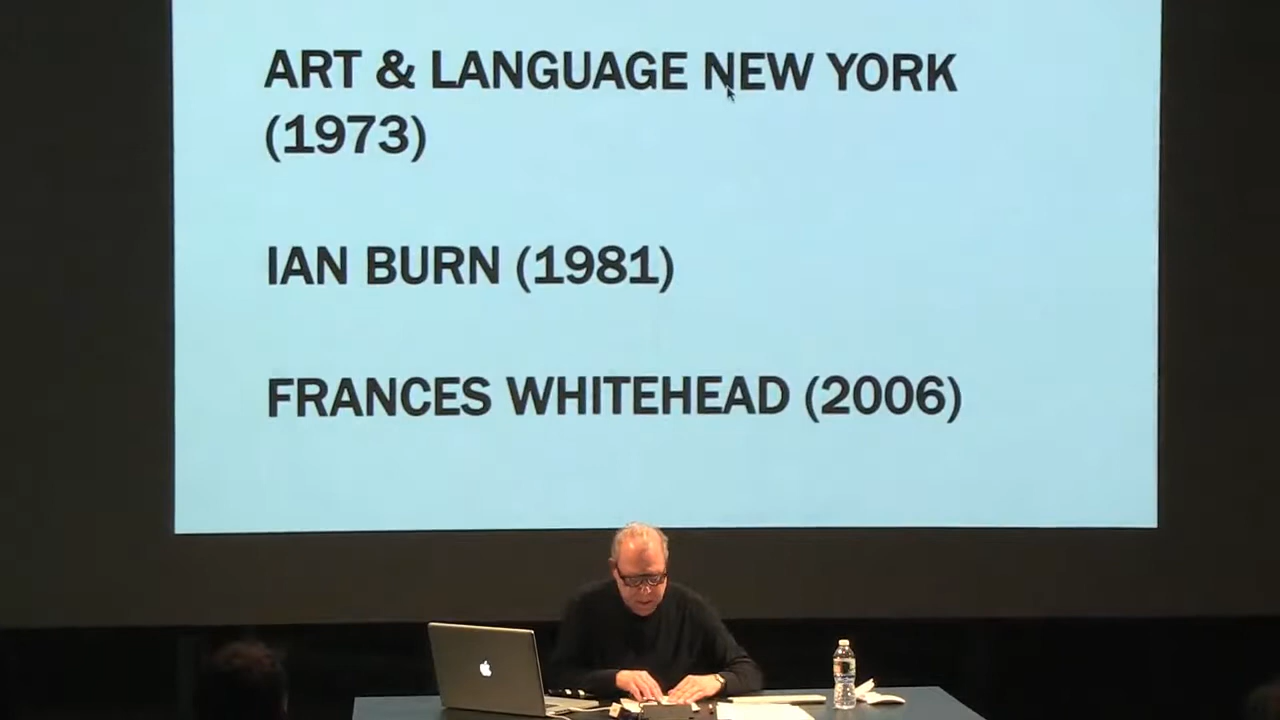 ART & LANGUAGE NEW YORK
(1973)
IAN BURN (1981)
FRANCES WHITEHEAD (2006)